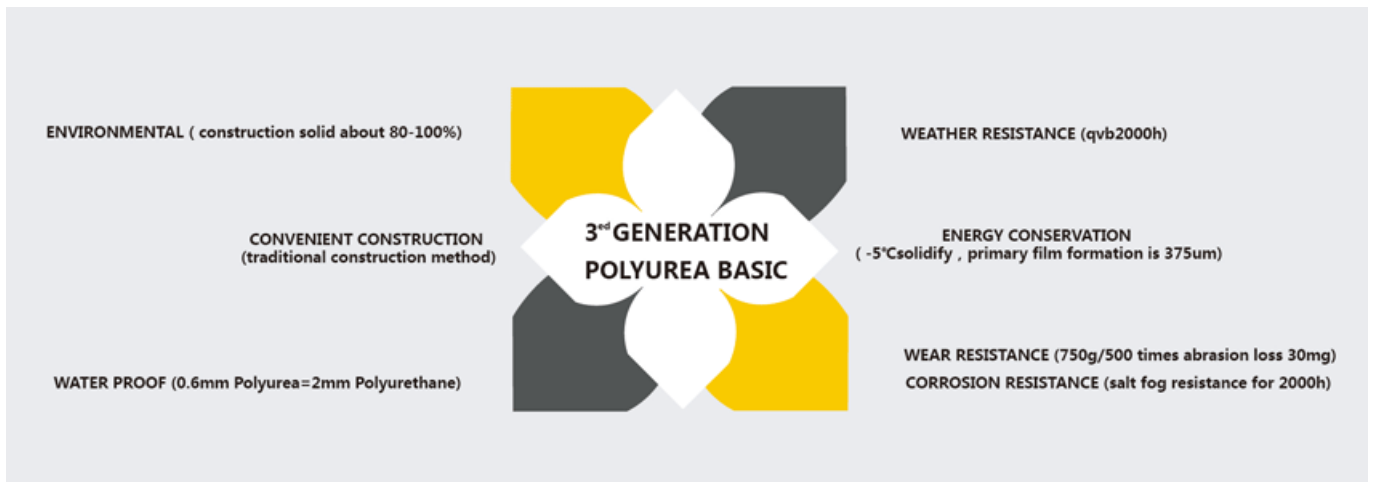 ENVIRONMENTAL ( construction solid about 80-100%)
CONVENIENT CONSTRUCTION
(traditional construction method)
WATER PROOF (0.6mm Polyurea=2mm Polyurethane)
3ed GENERATION
POLYUREA BASIC
WEATHER RESISTANCE (qvb2000h)
ENERGY CONSERVATION
( -5℃solidify , primary film formation is 375um)
WEAR RESISTANCE (750g/500 times abrasion loss 30mg)
CORROSION RESISTANCE (salt fog resistance for 2000h)